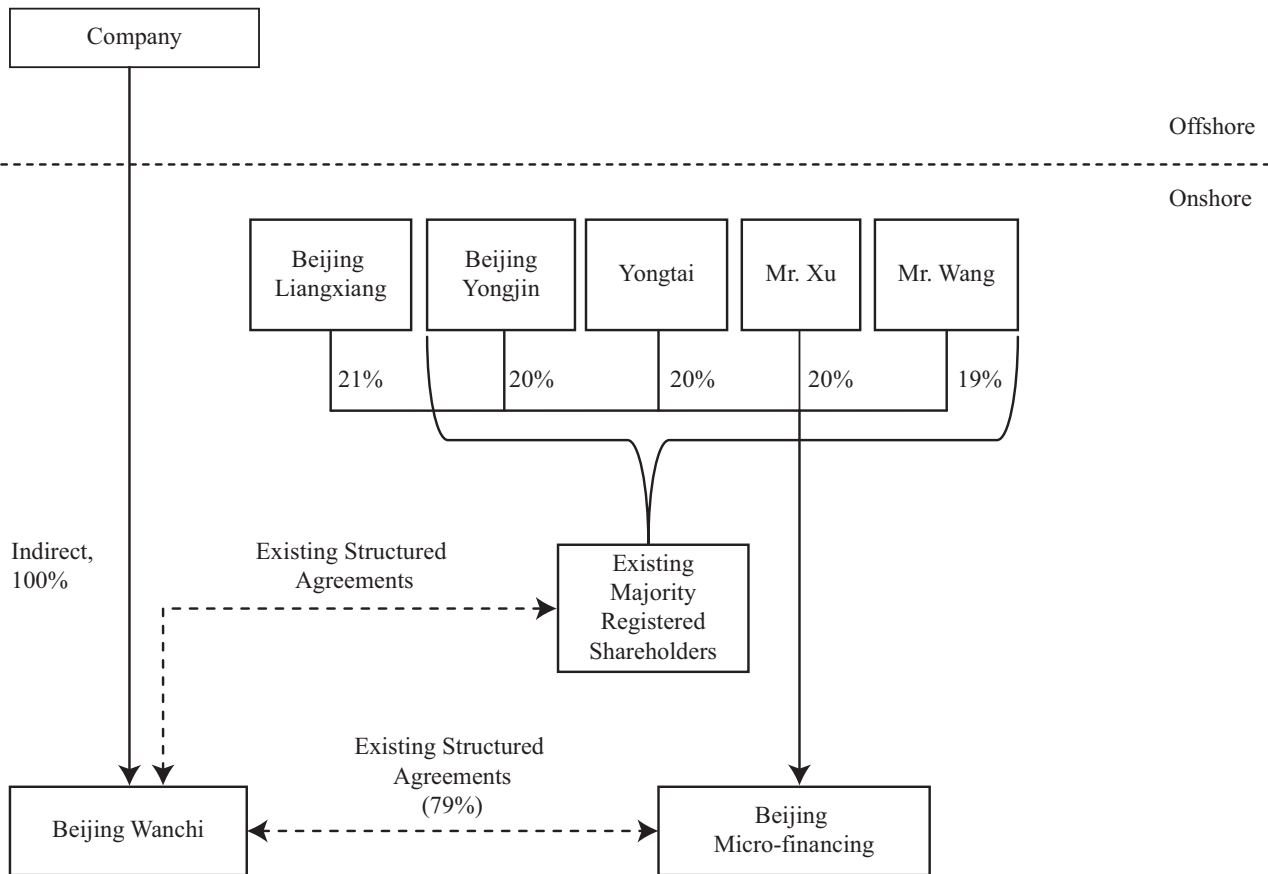 Company
Offshore
Onshore
Beijing
Liangxiang
Beijing
Yongjin
Yongtai
Mr. Xu
Mr. Wang
21%
20%
20%
20%
19%
Indirect,
100%
Existing Structured
Agreements
Existing
Majority
Registered
Shareholders
Existing Structured
Agreements
(79%)
Beijing Wanchi
Beijing
Micro-financing